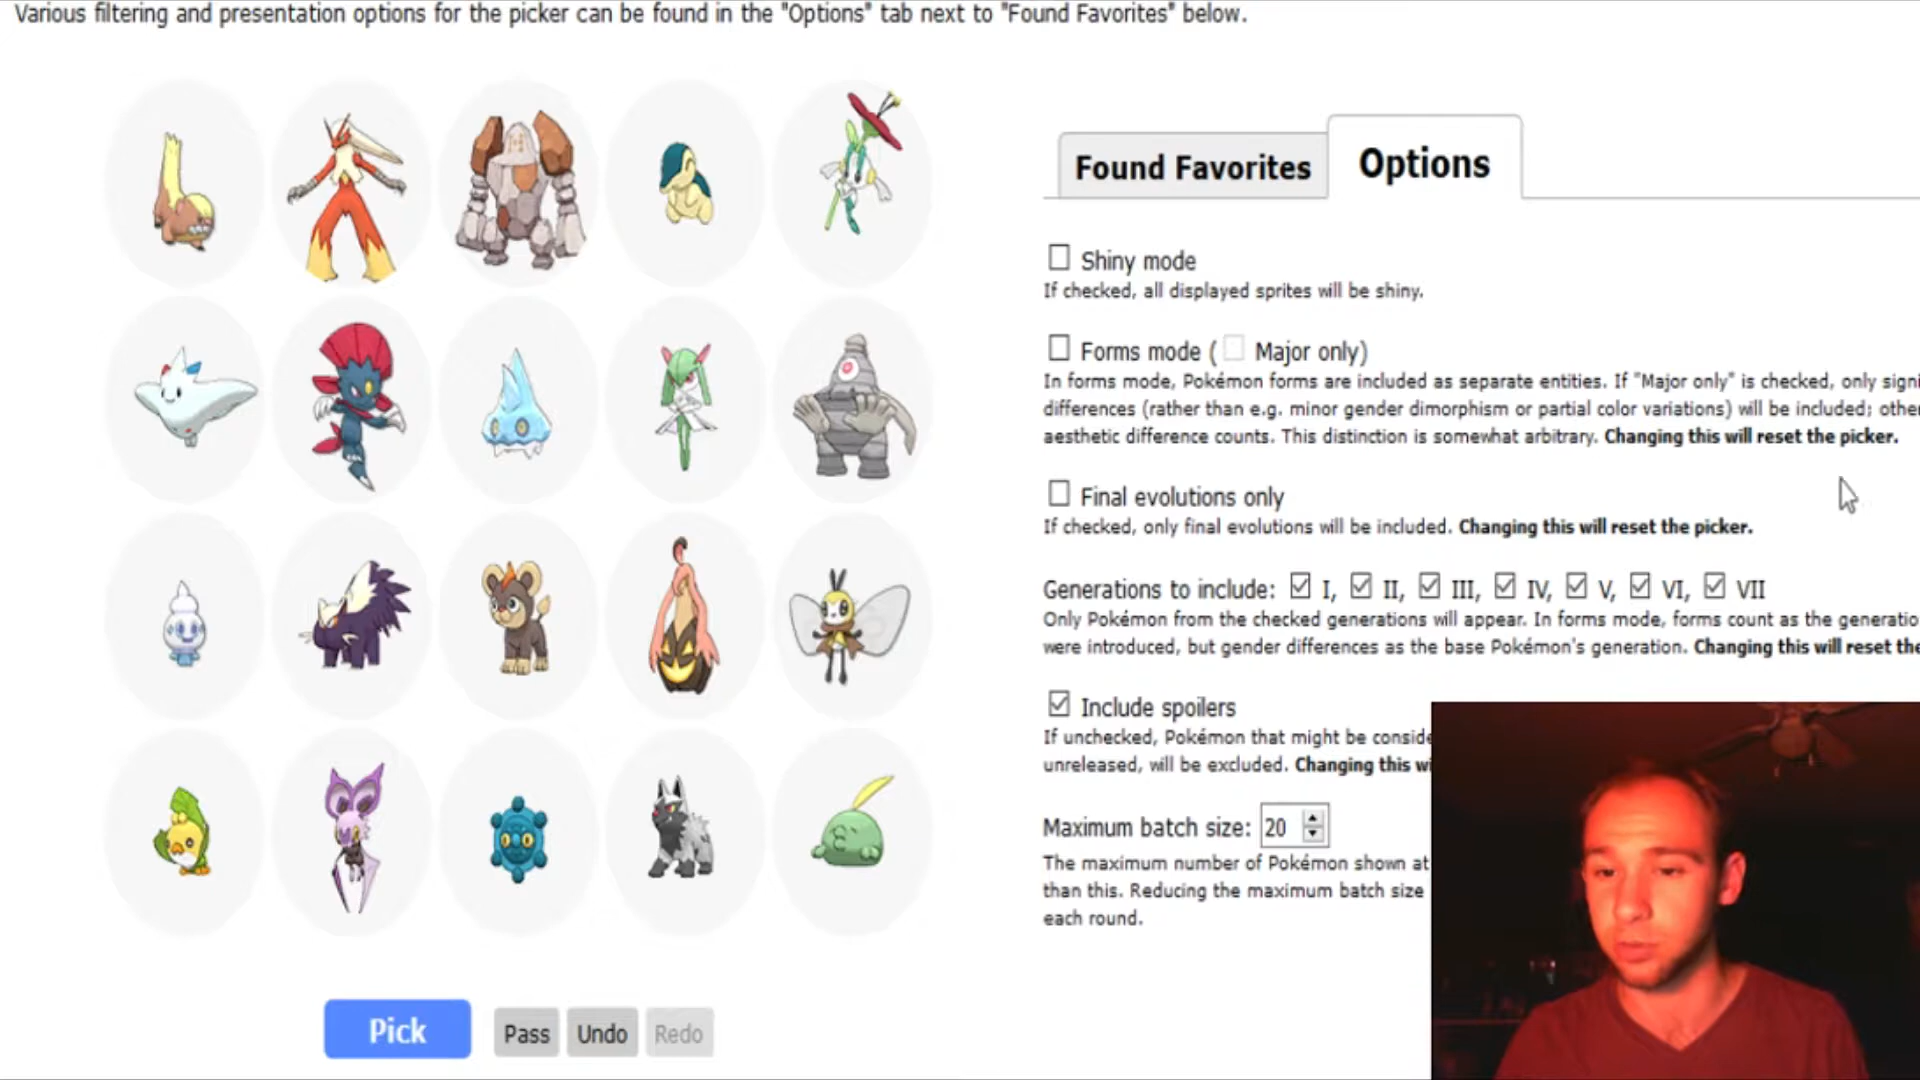 Various filtering and presentation options for the picker can be found in the "Options" tab next to "Found Favorites" below.
Found Favorites
Options
Shiny mode
If checked, all displayed sprites will be shiny.
Forms mode ( Major only)
In forms mode, Pokémon forms are included as separate entities. If "Major only" is checked, only signi
differences (rather than e.g. minor gender dimorphism or partial color variations) will be included; other
aesthetic difference counts. This distinction is somewhat arbitrary. Changing this will reset the picker.
Final evolutions only
If checked, only final evolutions will be included. Changing this will reset the picker.
Generations to include: I, II, III, IV, V, VI, VII
Only Pokémon from the checked generations will appear. In forms mode, forms count as the generatio
were introduced, but gender differences as the base Pokémon's generation. Changing this will reset the
Include spoilers
If unchecked, Pokémon that might be conside
unreleased, will be excluded. Changing this wi
Maximum batch size: 20
The maximum number of Pokémon shown at
than this. Reducing the maximum batch size
each round.
Pick
Pass
Undo
Redo